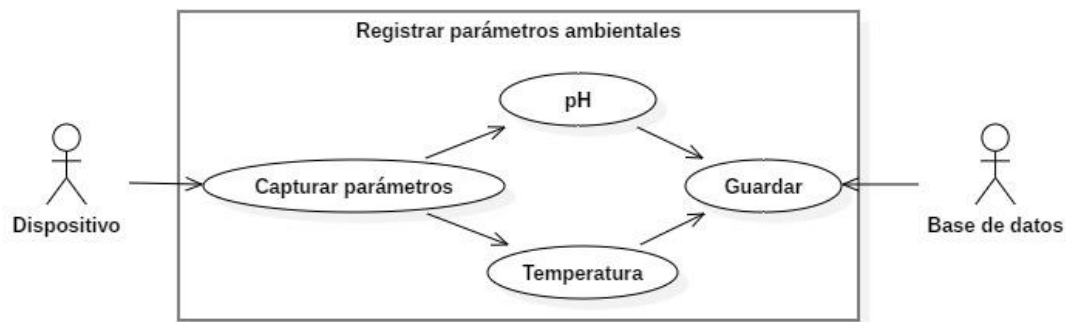 Registrar parámetros ambientales
pH
Dispositivo
Capturar parámetros
Guardar
Base de datos
Temperatura